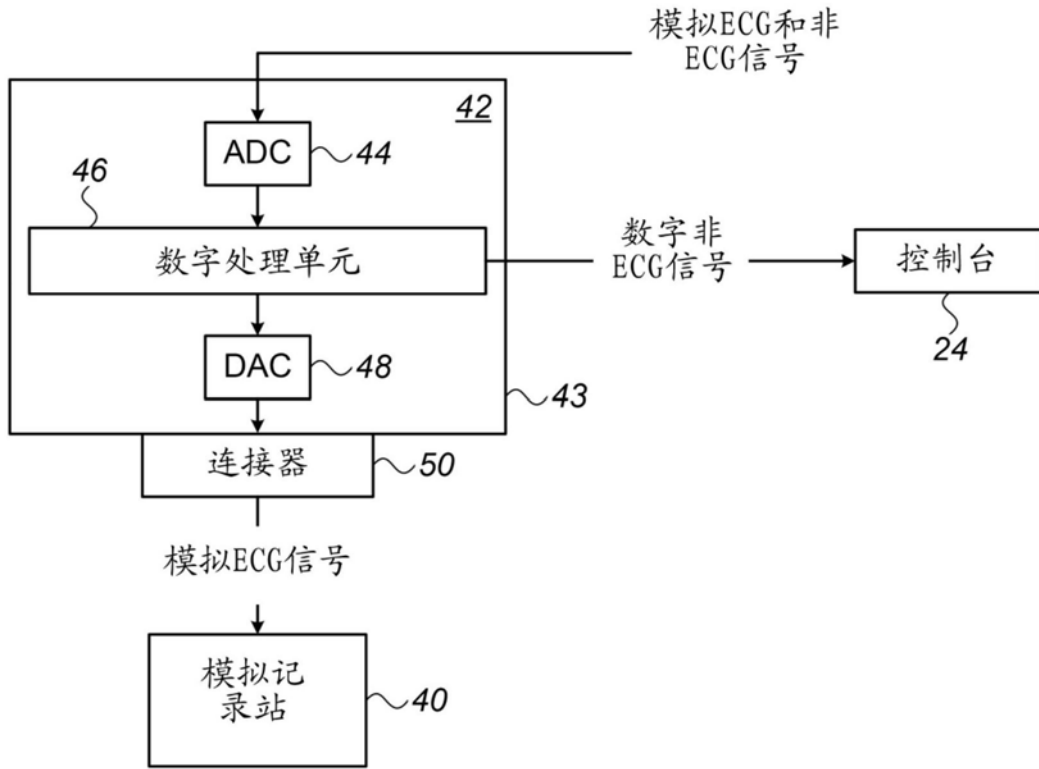 模拟ECG和非
ECG信号
42
ADC
44
46
数字处理单元
数字非
ECG信号
控制台
24
DAC
48
43
连接器
50
模拟ECG信号
模拟记
录站
40